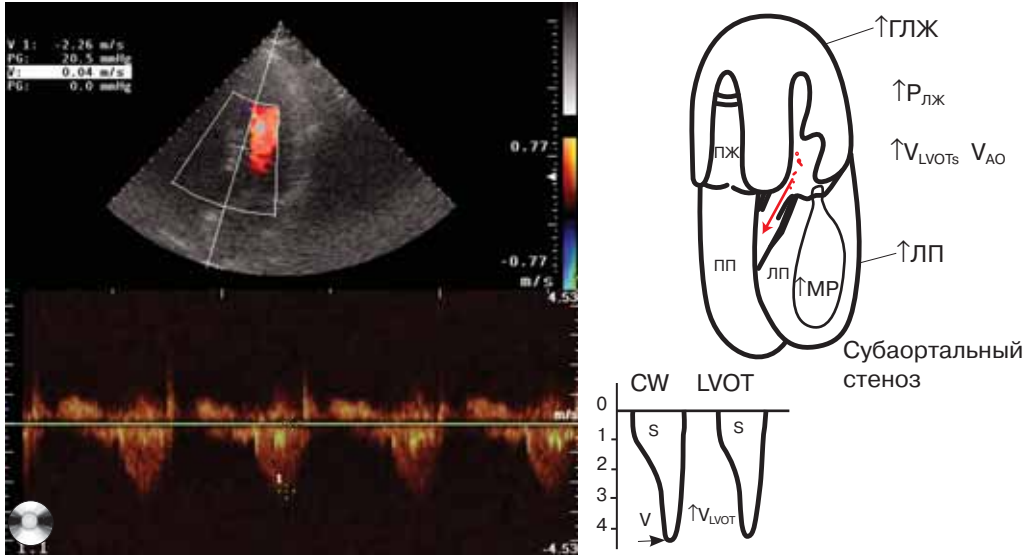 V 1: -2.26 m/s
PG: 20.5 mmHg
V: 0.04 m/s
PG: 0.0 mmHg
0.77
-0.77
m/s
4.53
m/s
1
-4.53
1.1
↑ГЛЖ
↑PЛЖ
↑VLVOTs VAO
ПЖ
ПП
ЛП
↑МР
↑ЛП
Субаортальный
стеноз
CW LVOT
0
S S
1
2
3
V ↑VLVOT
4